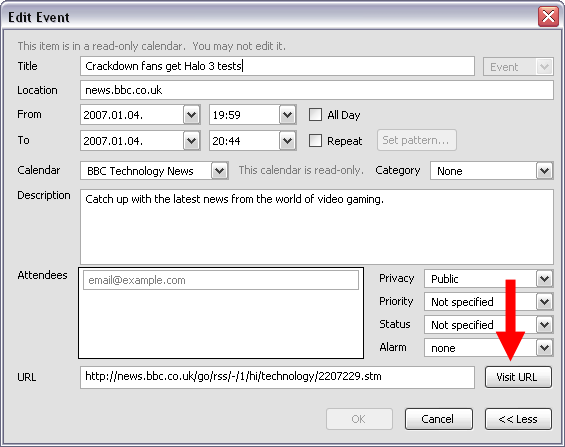 Edit Event
This item is in a read-only calendar.  You may not edit it.
Title Crackdown fans get Halo 3 tests Event
Location news.bbc.co.uk
From 2007.01.04. 19:59 All Day
To 2007.01.04. 20:44 Repeat Set pattern...
Calendar BBC Technology News This calendar is read-only. Category None
Description Catch up with the latest news from the world of video gaming.
Attendees email@example.com Privacy Public
Priority Not specified
Status Not specified
Alarm none
URL http://news.bbc.co.uk/go/rss/-/1/hi/technology/2207229.stm Visit URL
OK Cancel << Less